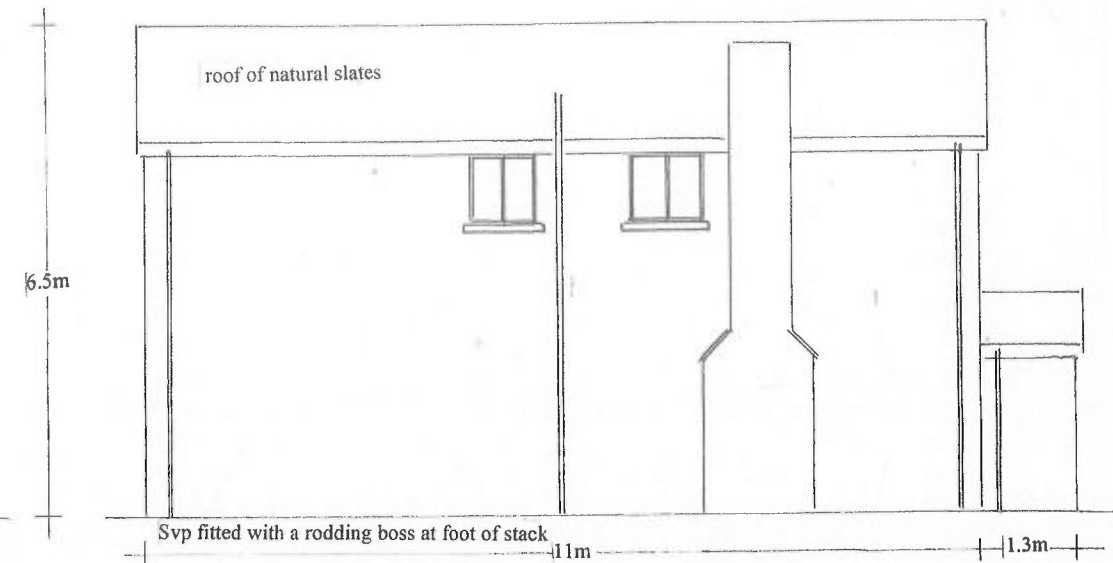 roof of natural slates
6.5m
Svp fitted with a rodding boss at foot of stack
11m
1.3m